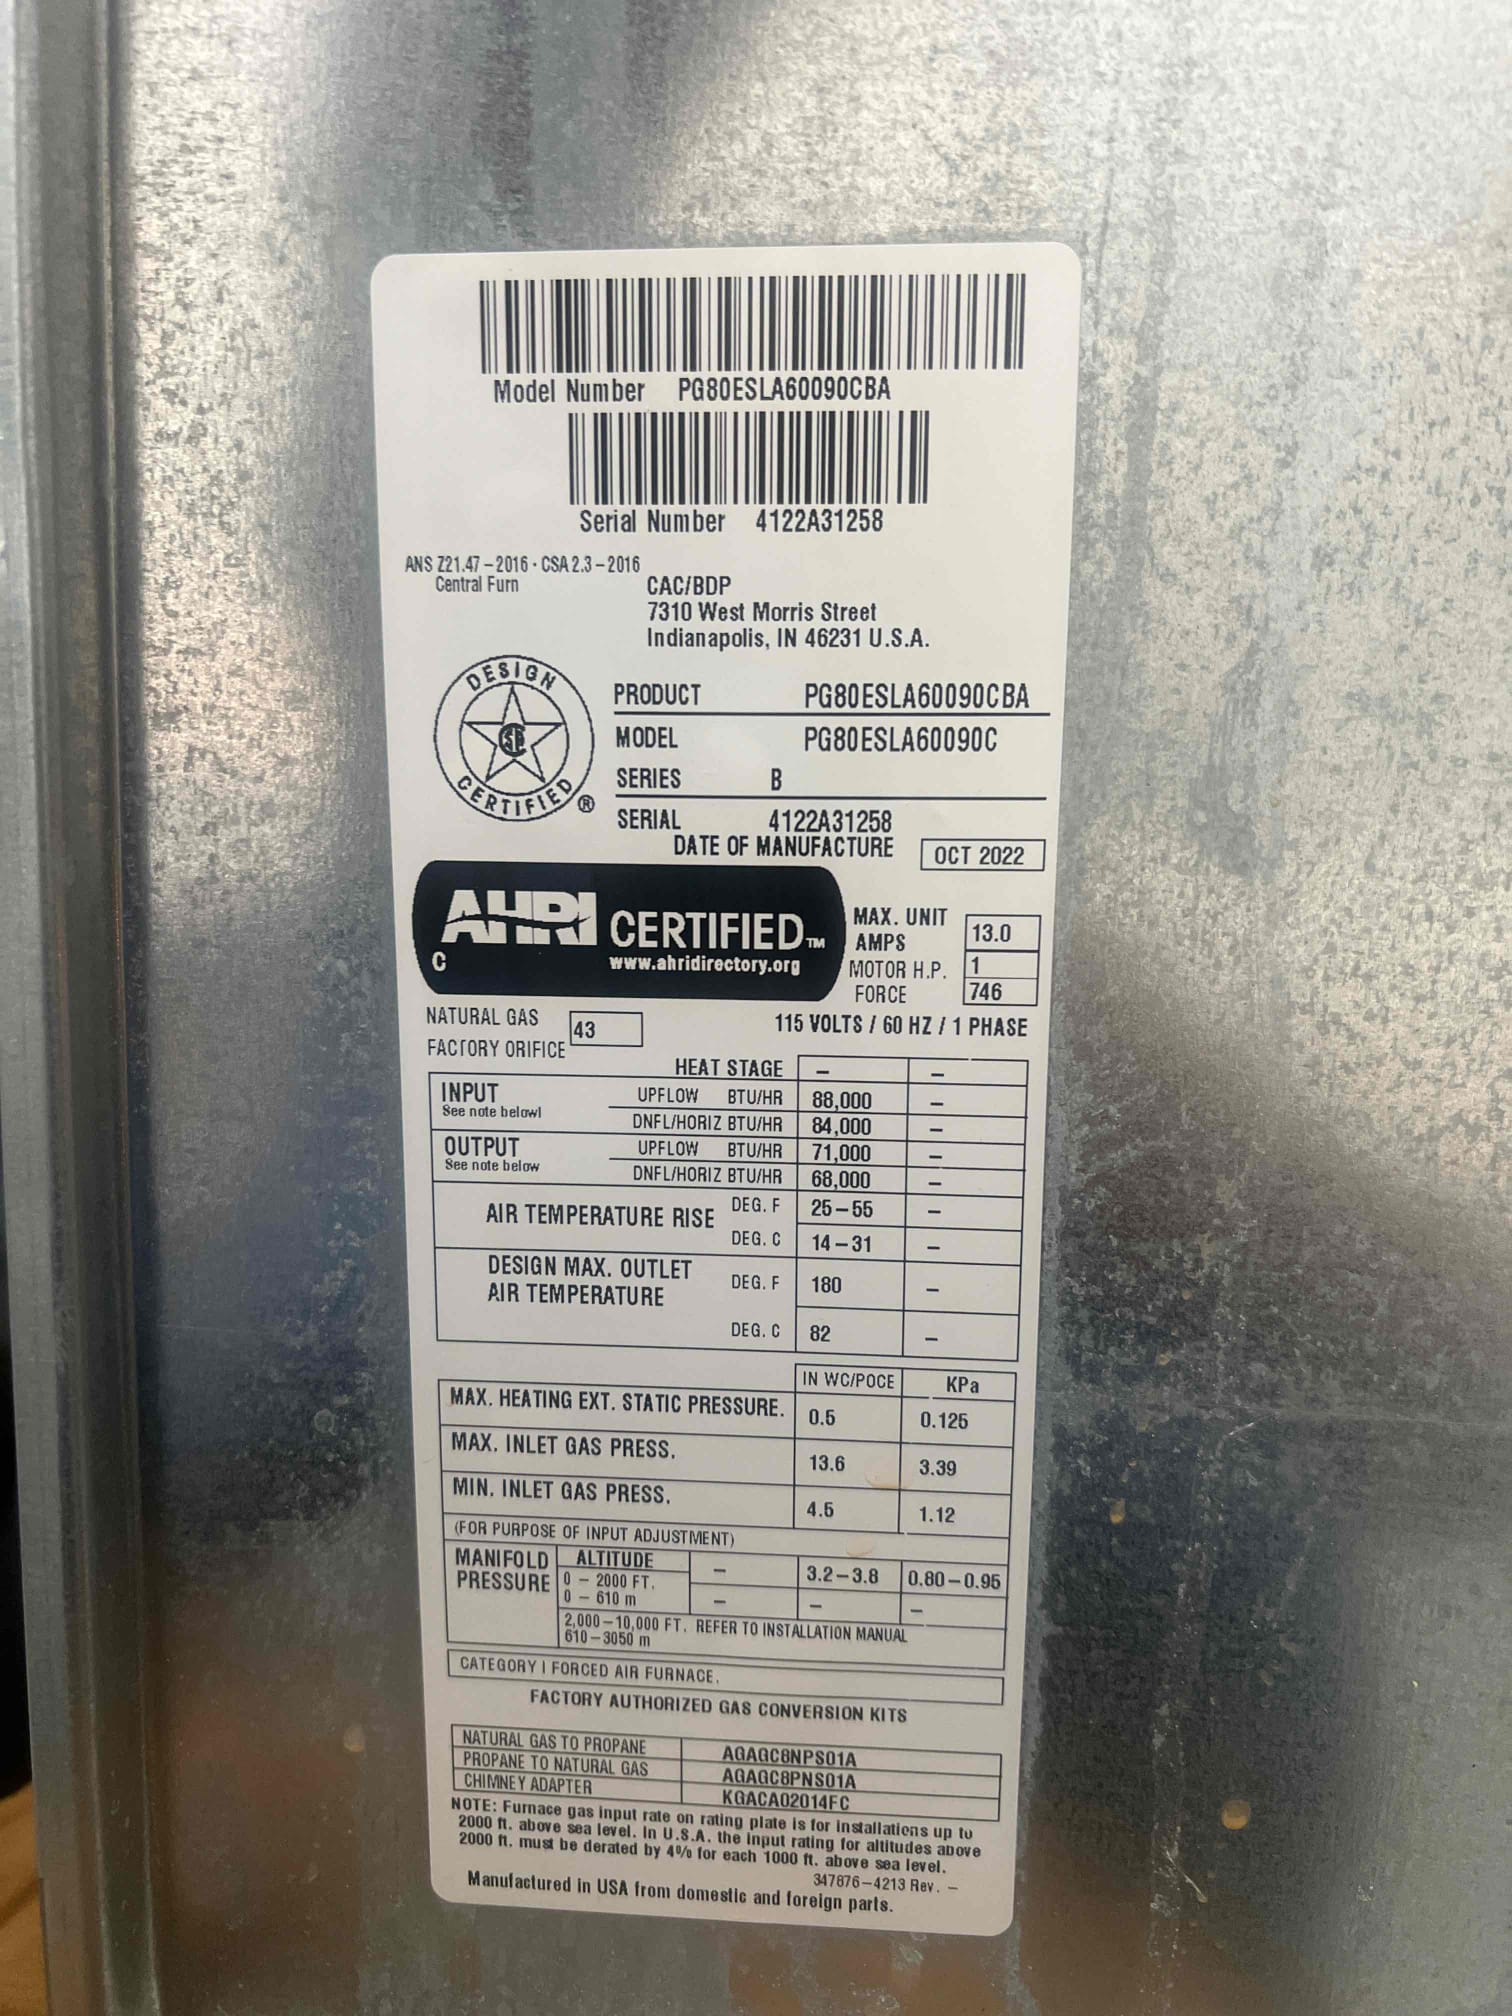 Model Number PG80ESLA60090CBA
Serial Number 4122A31258
ANS Z21.47-2016 · CSA 2.3-2016
Central Furn
CAC/BDP
7310 West Morris Street
Indianapolis, IN 46231 U.S.A.
DESIGN
CERTIFIED ®
PRODUCT PG80ESLA60090CBA
MODEL PG80ESLA60090C
SERIES B
SERIAL 4122A31258
DATE OF MANUFACTURE OCT 2022
AHRI CERTIFIED™
C www.ahridirectory.org
MAX. UNIT
AMPS 13.0
MOTOR H.P. 1
FORCE 746
NATURAL GAS
FACTORY ORIFICE 43
115 VOLTS / 60 HZ / 1 PHASE
HEAT STAGE - -
INPUT UPFLOW BTU/HR 88,000 -
See note belowl DNFL/HORIZ BTU/HR 84,000 -
OUTPUT UPFLOW BTU/HR 71,000 -
See note below DNFL/HORIZ BTU/HR 68,000 -
AIR TEMPERATURE RISE DEG. F 25-55 -
DEG. C 14-31 -
DESIGN MAX. OUTLET
AIR TEMPERATURE DEG. F 180 -
DEG. C 82 -
IN WC/POCE KPa
MAX. HEATING EXT. STATIC PRESSURE. 0.5 0.125
MAX. INLET GAS PRESS. 13.6 3.39
MIN. INLET GAS PRESS. 4.5 1.12
(FOR PURPOSE OF INPUT ADJUSTMENT)
MANIFOLD ALTITUDE
PRESSURE 0 - 2000 FT. - 3.2-3.8 0.80-0.95
0 - 610 m - - -
2,000-10,000 FT. REFER TO INSTALLATION MANUAL
610-3050 m
CATEGORY I FORCED AIR FURNACE.
FACTORY AUTHORIZED GAS CONVERSION KITS
NATURAL GAS TO PROPANE AGAGC8NPS01A
PROPANE TO NATURAL GAS AGAGC8PNS01A
CHIMNEY ADAPTER KGACA02014FC
NOTE: Furnace gas input rate on rating plate is for installations up to
2000 ft. above sea level. In U.S.A. the input rating for altitudes above
2000 ft. must be derated by 4% for each 1000 ft. above sea level.
347876-4213 Rev. -
Manufactured in USA from domestic and foreign parts.